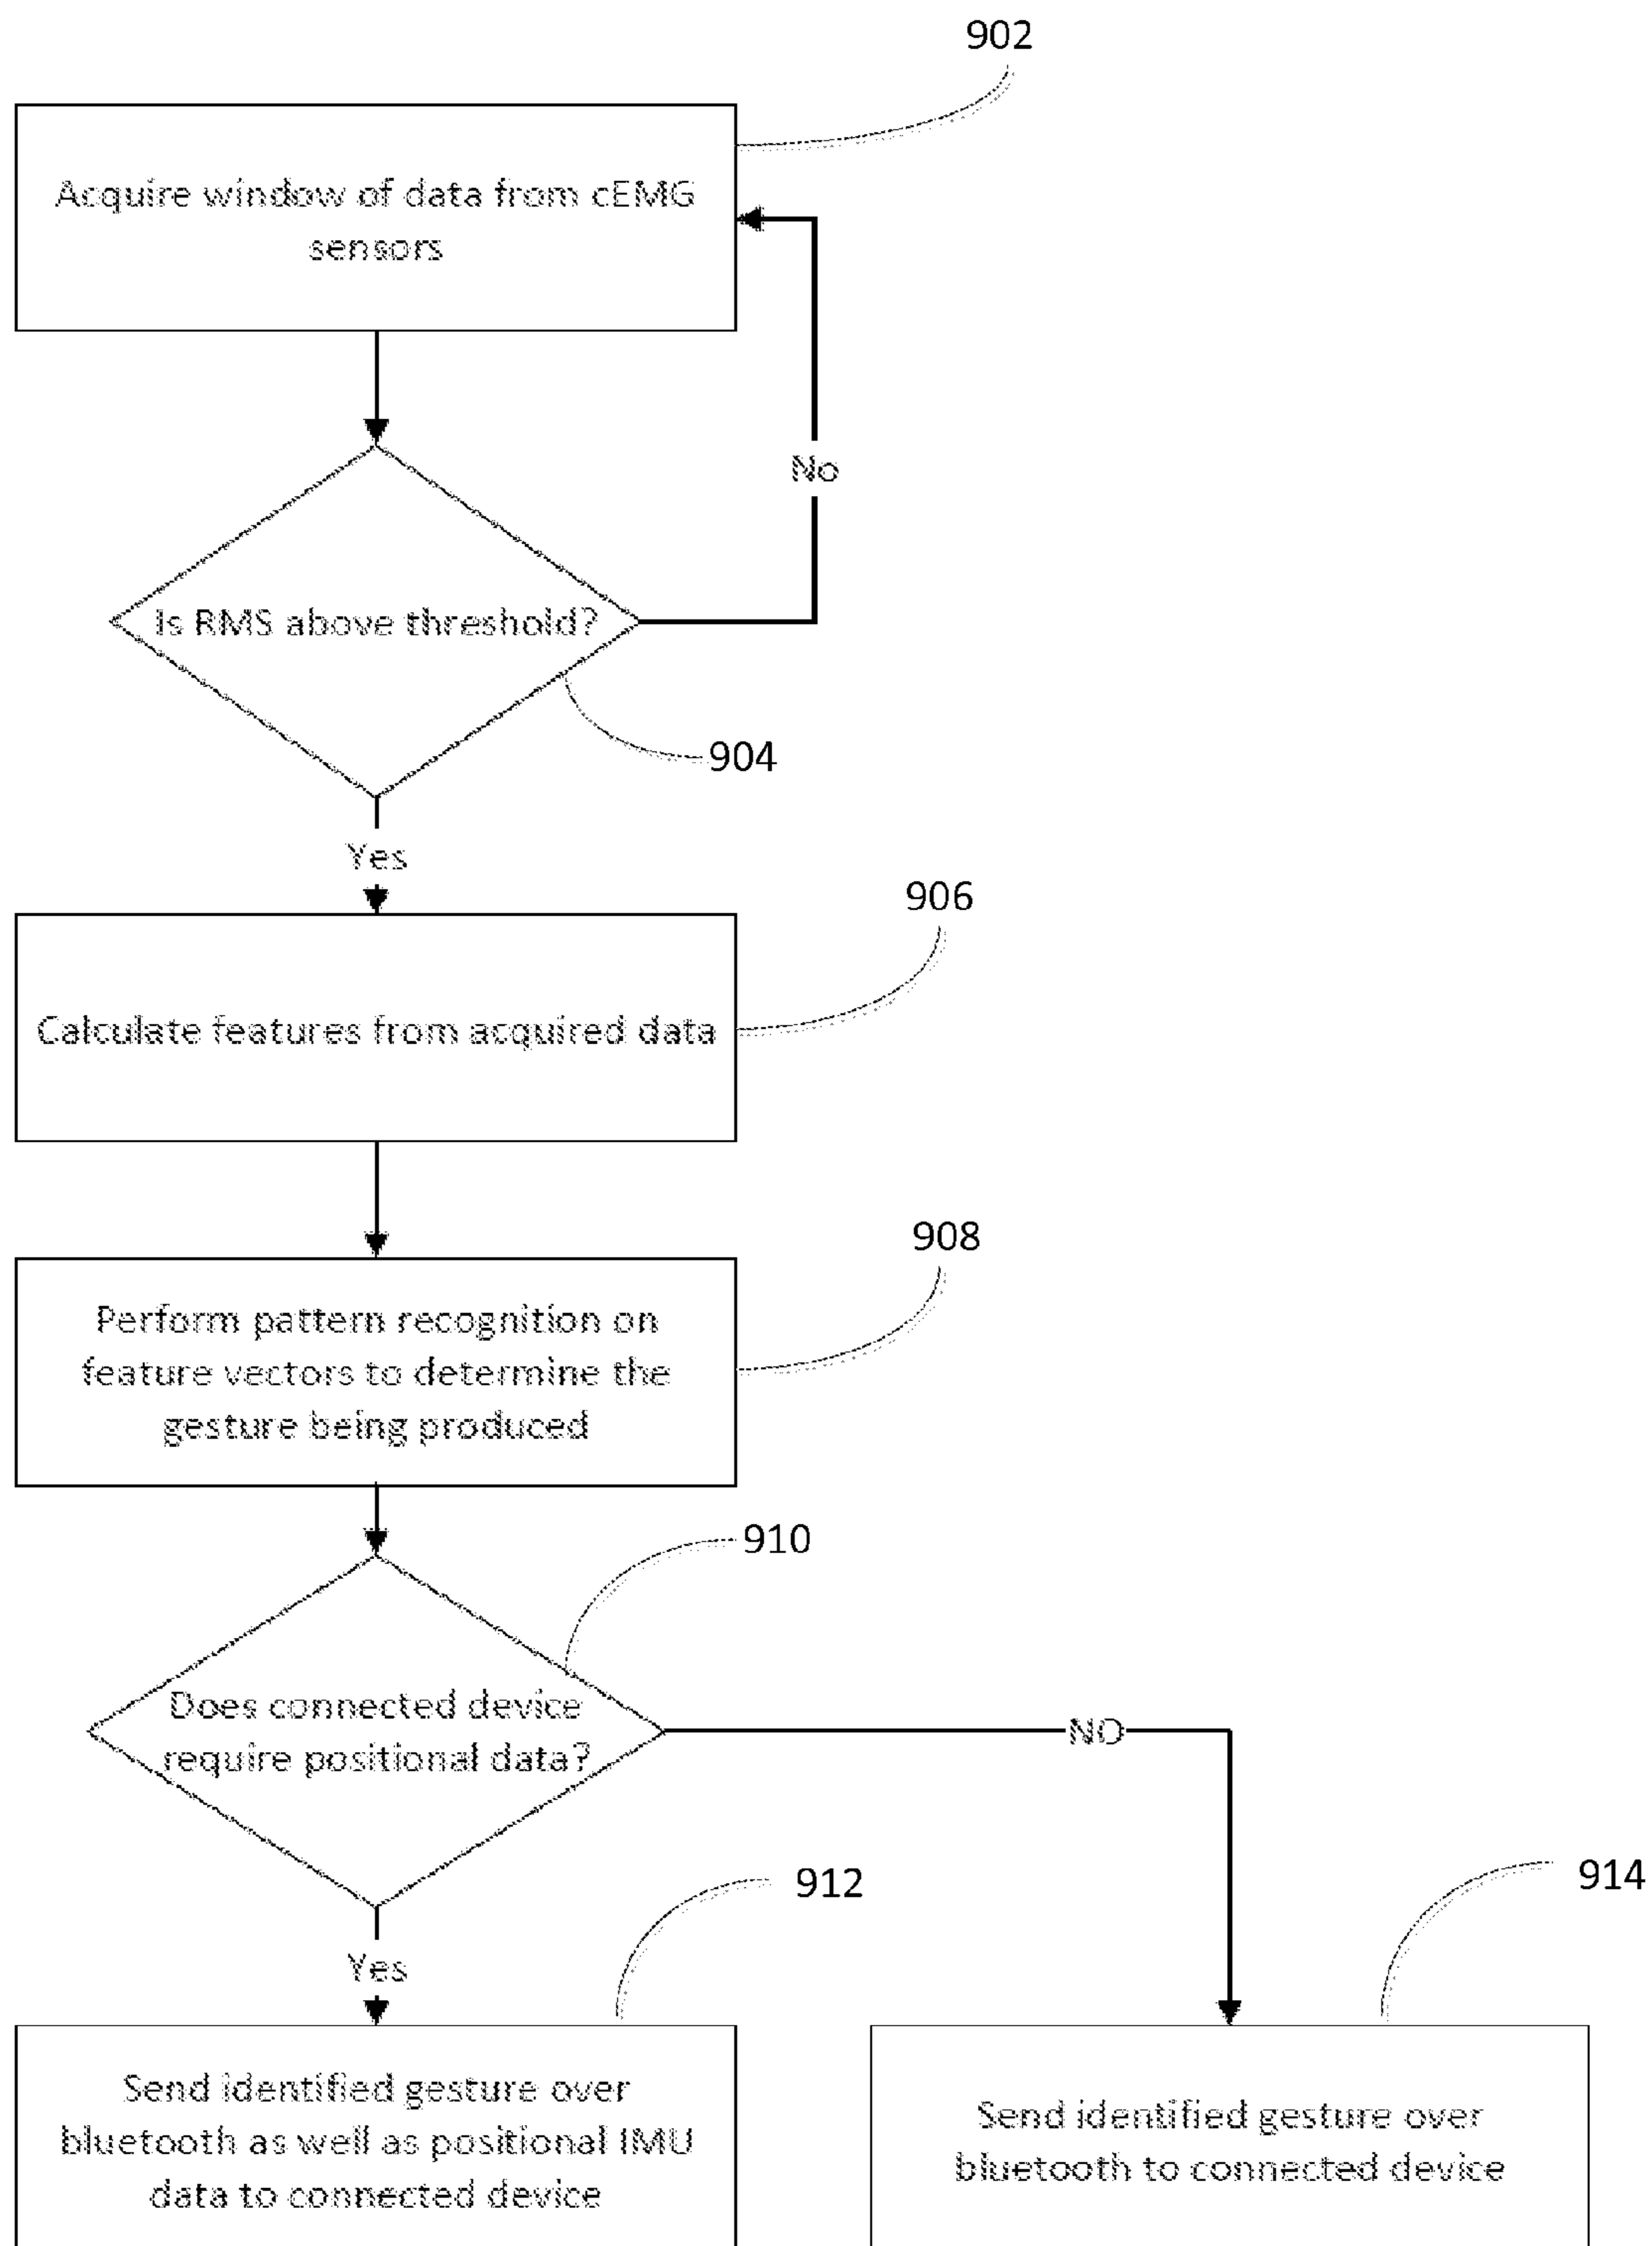 902
Acquire window of data from cEMG
sensors
No
Is RMS above threshold?
904
Yes
906
Calculate features from acquired data
908
Perform pattern recognition on
feature vectors to determine the
gesture being produced
910
Does connected device
require positional data?
NO
912
914
Yes
Send identified gesture over
bluetooth as well as positional IMU
data to connected device
Send identified gesture over
bluetooth to connected device